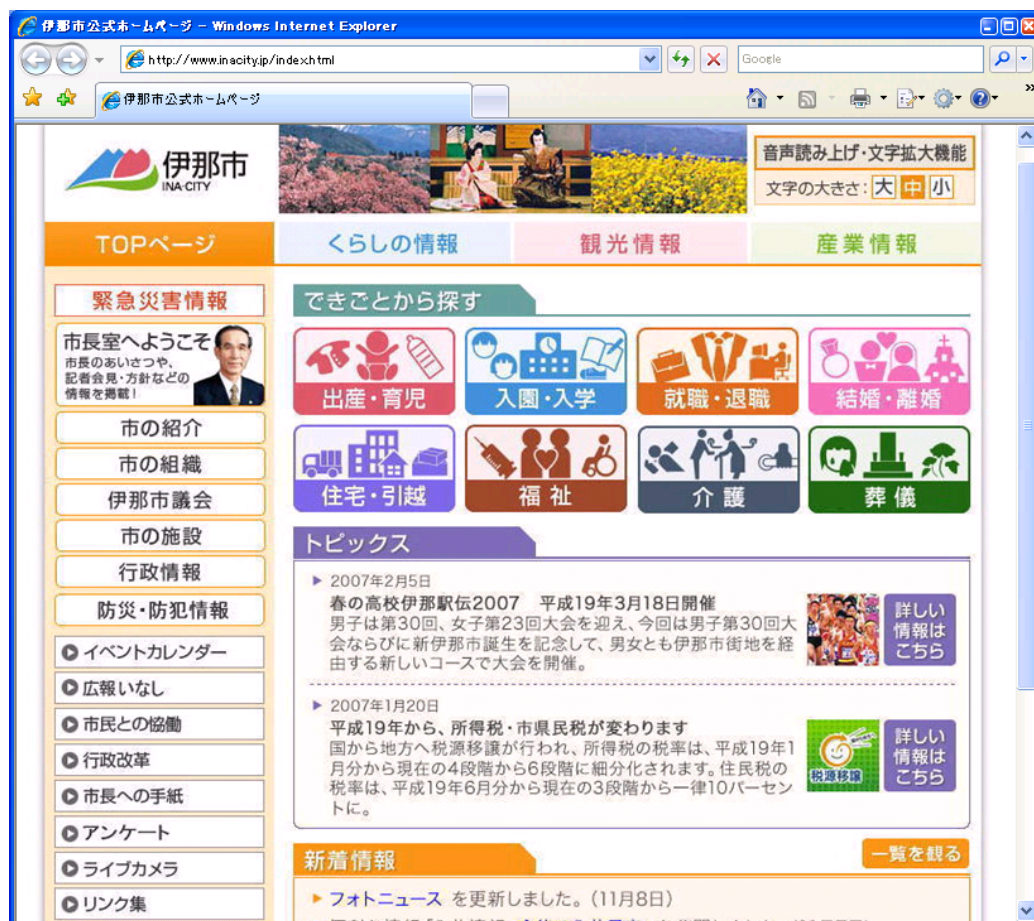 伊那市公式ホームページ - Windows Internet Explorer
http://www.inacity.jp/index.html
Google
伊那市公式ホームページ
伊那市
INA CITY
音声読み上げ・文字拡大機能
文字の大きさ: 大 中 小
TOPページ くらしの情報 観光情報 産業情報
緊急災害情報
市長室へようこそ
市長のあいさつや、
記者会見・方針などの
情報を掲載!
市の紹介
市の組織
伊那市議会
市の施設
行政情報
防災・防犯情報
イベントカレンダー
広報いなし
市民との協働
行政改革
市長への手紙
アンケート
ライブカメラ
リンク集
できごとから探す
出産・育児 入園・入学 就職・退職 結婚・離婚
住宅・引越 福祉 介護 葬儀
トピックス
2007年2月5日
春の高校伊那駅伝2007 平成19年3月18日開催
男子は第30回、女子第23回大会を迎え、今回は男子第30回大
会ならびに新伊那市誕生を記念して、男女とも伊那市街地を経
由する新しいコースで大会を開催。
詳しい
情報は
こちら
2007年1月20日
平成19年から、所得税・市県民税が変わります
国から地方へ税源移譲が行われ、所得税の税率は、平成19年1
月分から現在の4段階から6段階に細分化されます。住民税の
税率は、平成19年6月分から現在の3段階から一律10パーセン
トに。
税源移譲
詳しい
情報は
こちら
新着情報
一覧を観る
フォトニュース を更新しました。(11月8日)